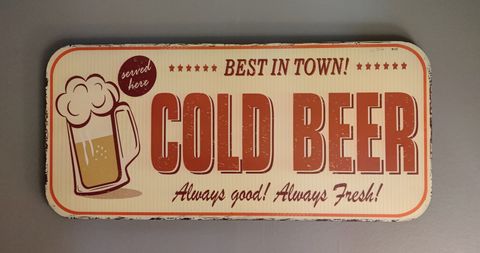 served
here
BEST IN TOWN!
COLD BEER
Always good! Always Fresh!